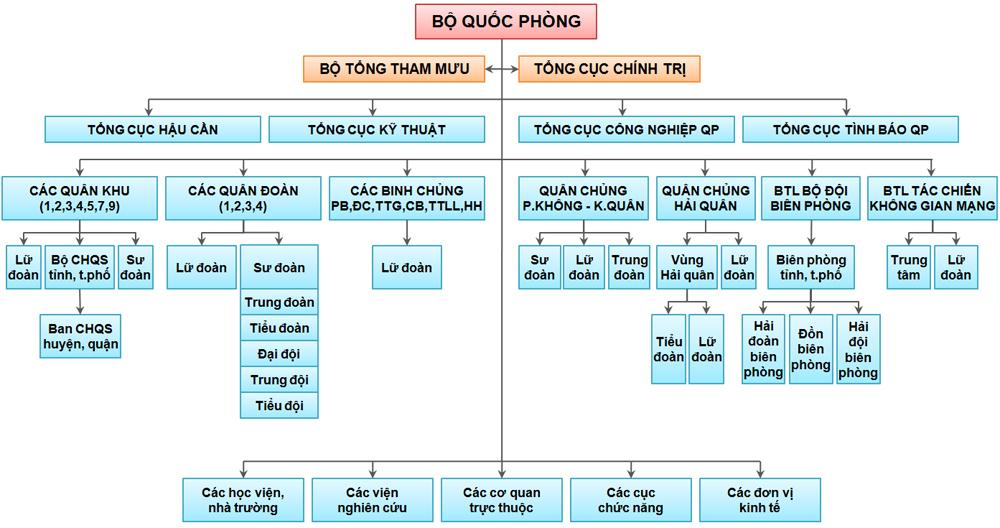 BỘ QUỐC PHÒNG
BỘ TỔNG THAM MƯU
TỔNG CỤC CHÍNH TRỊ
TỔNG CỤC HẬU CẦN
TỔNG CỤC KỸ THUẬT
TỔNG CỤC CÔNG NGHIỆP QP
TỔNG CỤC TÌNH BÁO QP
CÁC QUÂN KHU
(1,2,3,4,5,7,9)
CÁC QUÂN ĐOÀN
(1,2,3,4)
CÁC BINH CHỦNG
PB,ĐC,TTG,CB,TTLL,HH
QUÂN CHỦNG
P.KHÔNG - K.QUÂN
QUÂN CHỦNG
HẢI QUÂN
BTL BỘ ĐỘI
BIÊN PHÒNG
BTL TÁC CHIẾN
KHÔNG GIAN MẠNG
Lữ
đoàn
Bộ CHQS
tỉnh, t.phố
Sư
đoàn
Lữ đoàn
Sư đoàn
Lữ đoàn
Sư
đoàn
Lữ
đoàn
Trung
đoàn
Vùng
Hải quân
Lữ
đoàn
Biên phòng
tỉnh, t.phố
Trung
tâm
Lữ
đoàn
Ban CHQS
huyện, quận
Trung đoàn
Tiểu đoàn
Đại đội
Trung đội
Tiểu đội
Tiểu
đoàn
Lữ
đoàn
Hải
đoàn
biên
phòng
Đồn
biên
phòng
Hải
đội
biên
phòng
Các học viện,
nhà trường
Các viện
nghiên cứu
Các cơ quan
trực thuộc
Các cục
chức năng
Các đơn vị
kinh tế